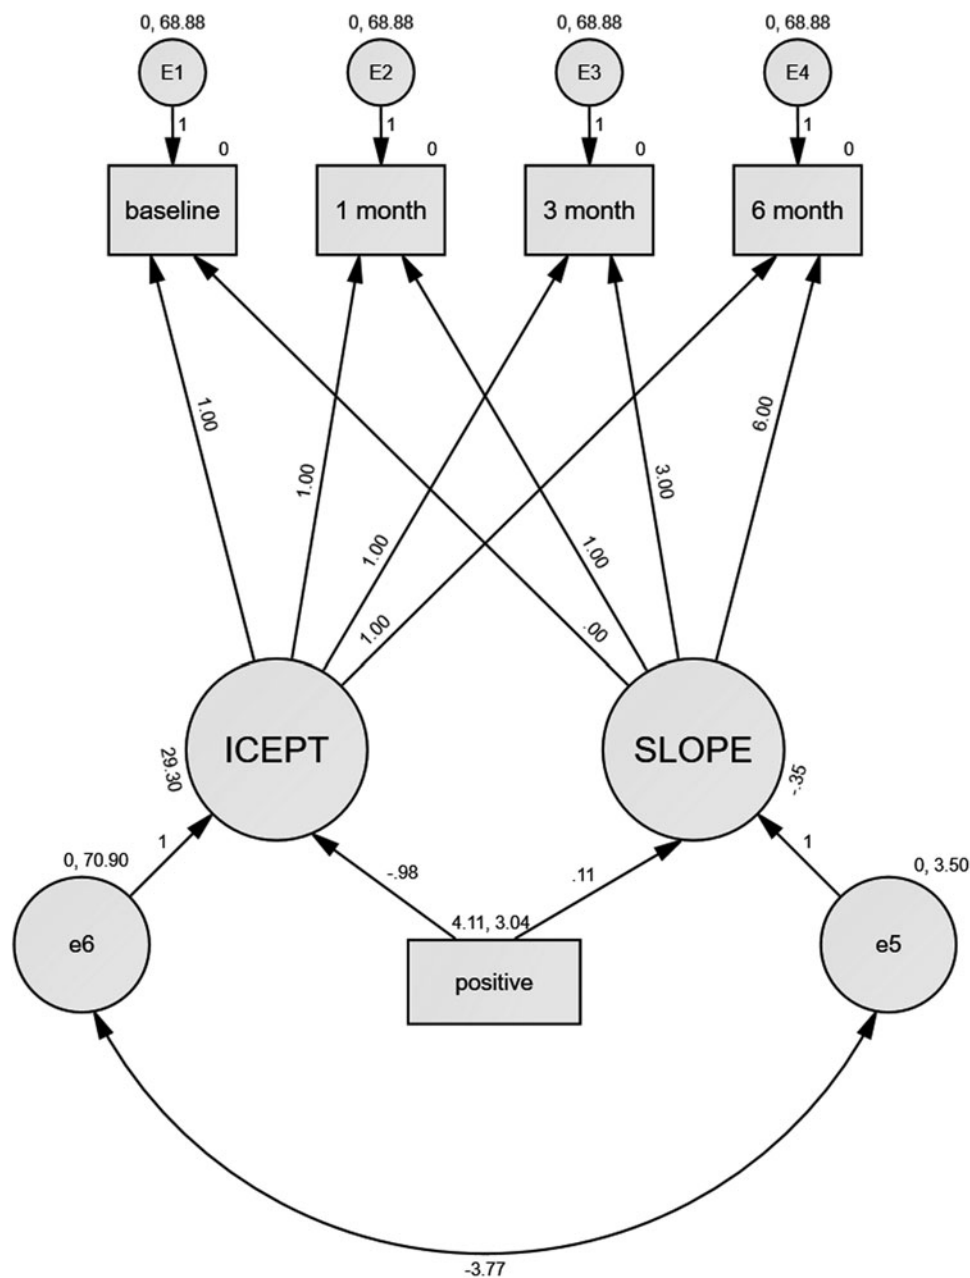 0, 68.88
0, 68.88
0, 68.88
0, 68.88
E1
E2
E3
E4
1
1
1
1
0
0
0
0
baseline
1 month
3 month
6 month
1.00
1.00
1.00
1.00
.00
1.00
3.00
6.00
ICEPT
SLOPE
29.30
-.35
1
1
0, 70.90
0, 3.50
-.98
.11
4.11, 3.04
e6
positive
e5
-3.77